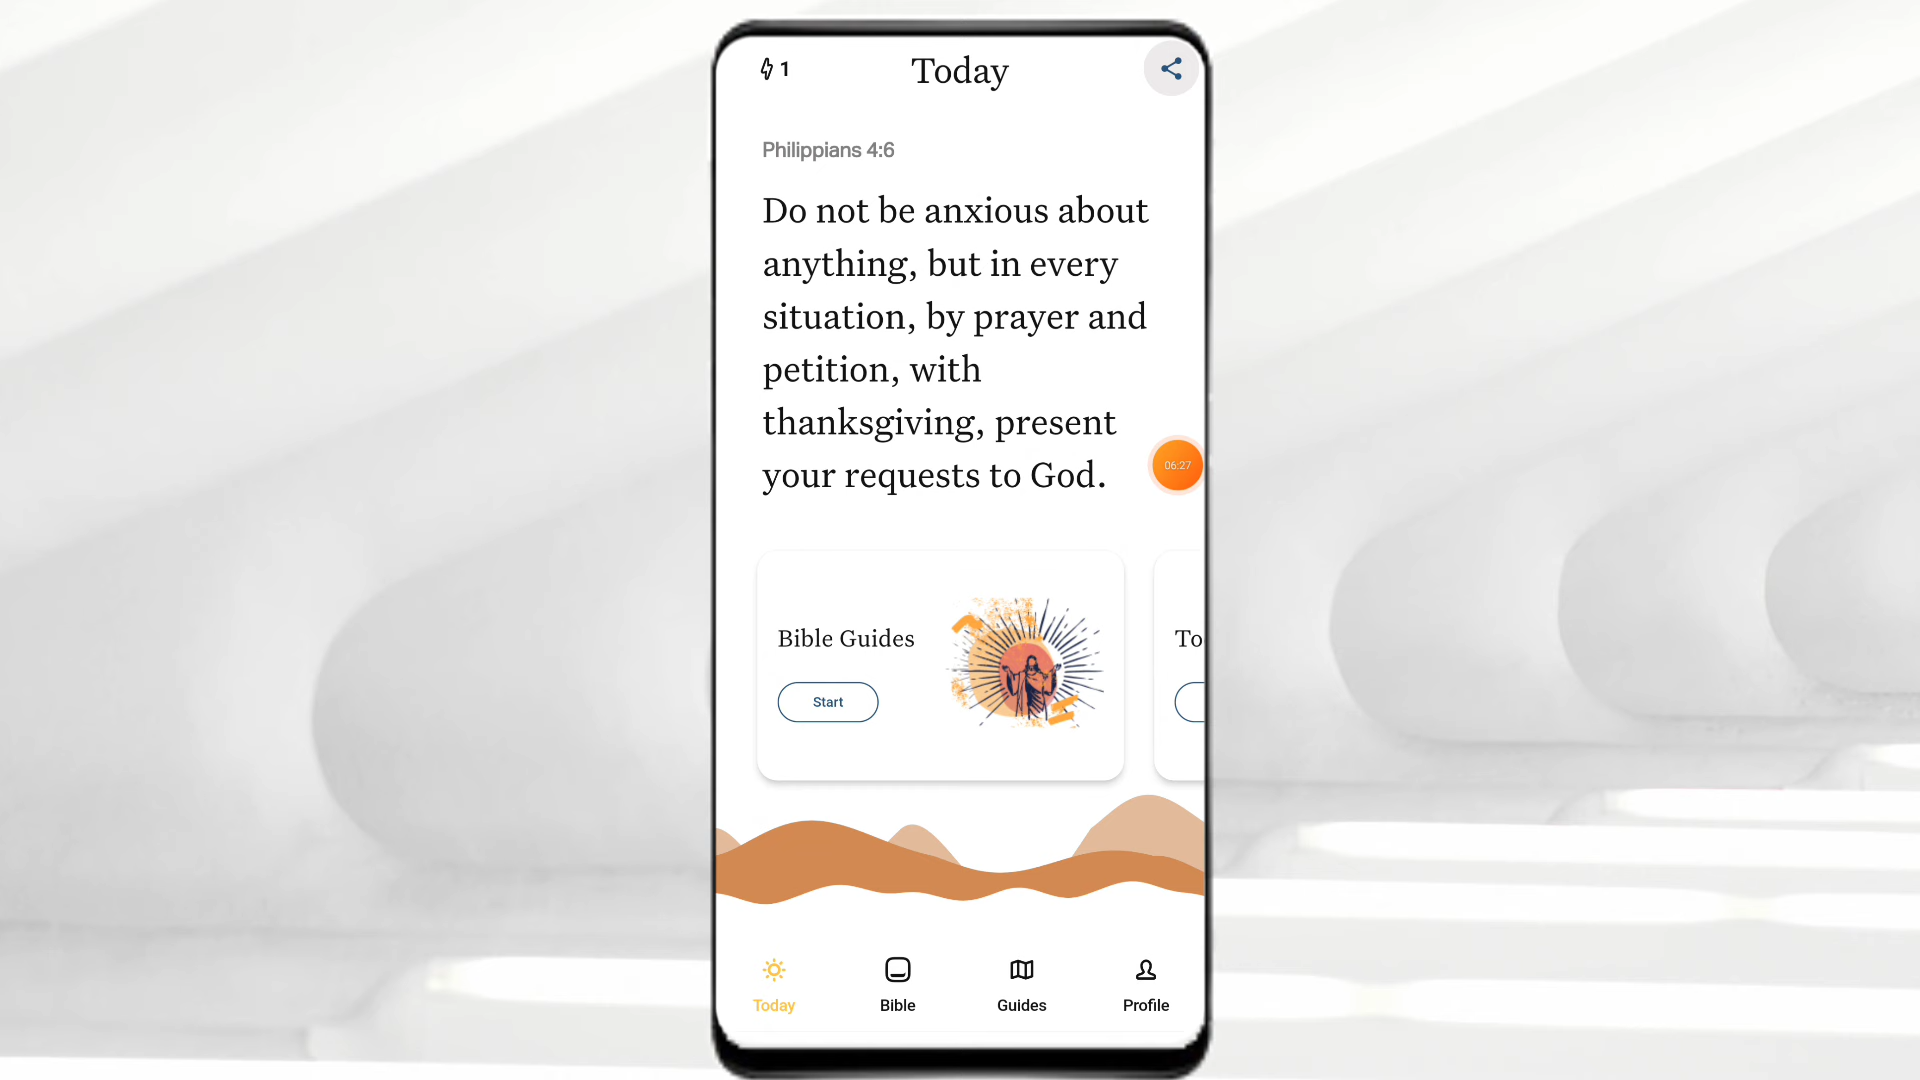 1
Today
Philippians 4:6
Do not be anxious about
anything, but in every
situation, by prayer and
petition, with
thanksgiving, present
your requests to God.
06:27
Bible Guides
To
Start
Today
Bible
Guides
Profile